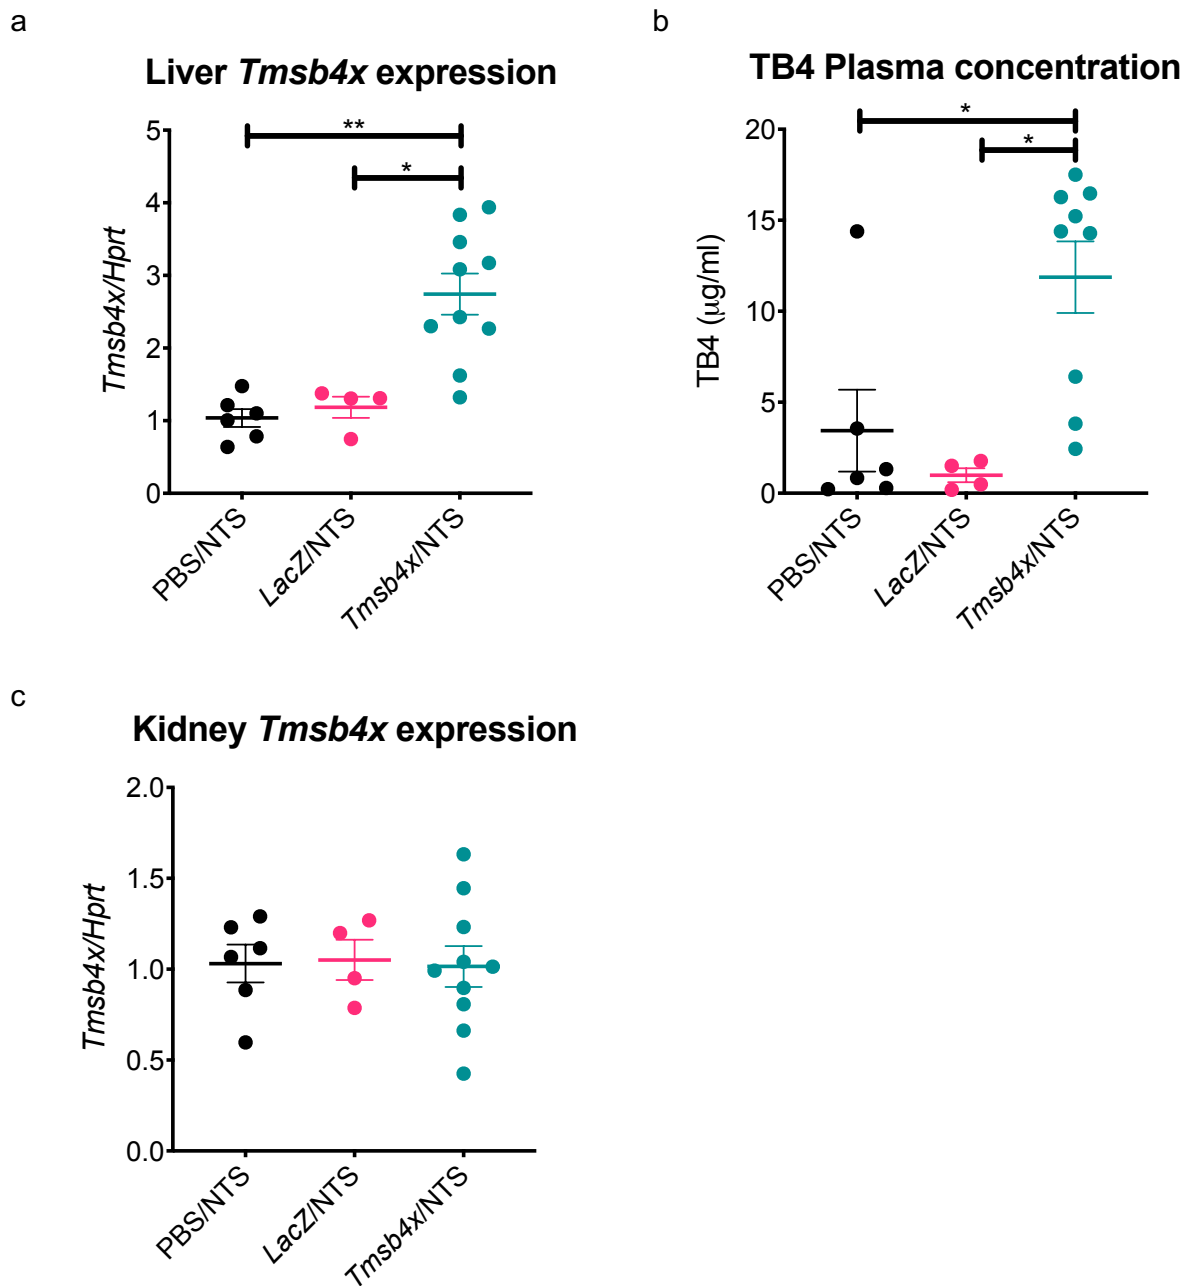 a
Liver Tmsb4x expression
**
*
5
4
3
2
1
0
Tmsb4x/Hprt
PBS/NTS
LacZ/NTS
Tmsb4x/NTS
b
TB4 Plasma concentration
*
*
20
15
10
5
0
TB4 (μg/ml)
PBS/NTS
LacZ/NTS
Tmsb4x/NTS
c
Kidney Tmsb4x expression
2.0
1.5
1.0
0.5
0.0
Tmsb4x/Hprt
PBS/NTS
LacZ/NTS
Tmsb4x/NTS